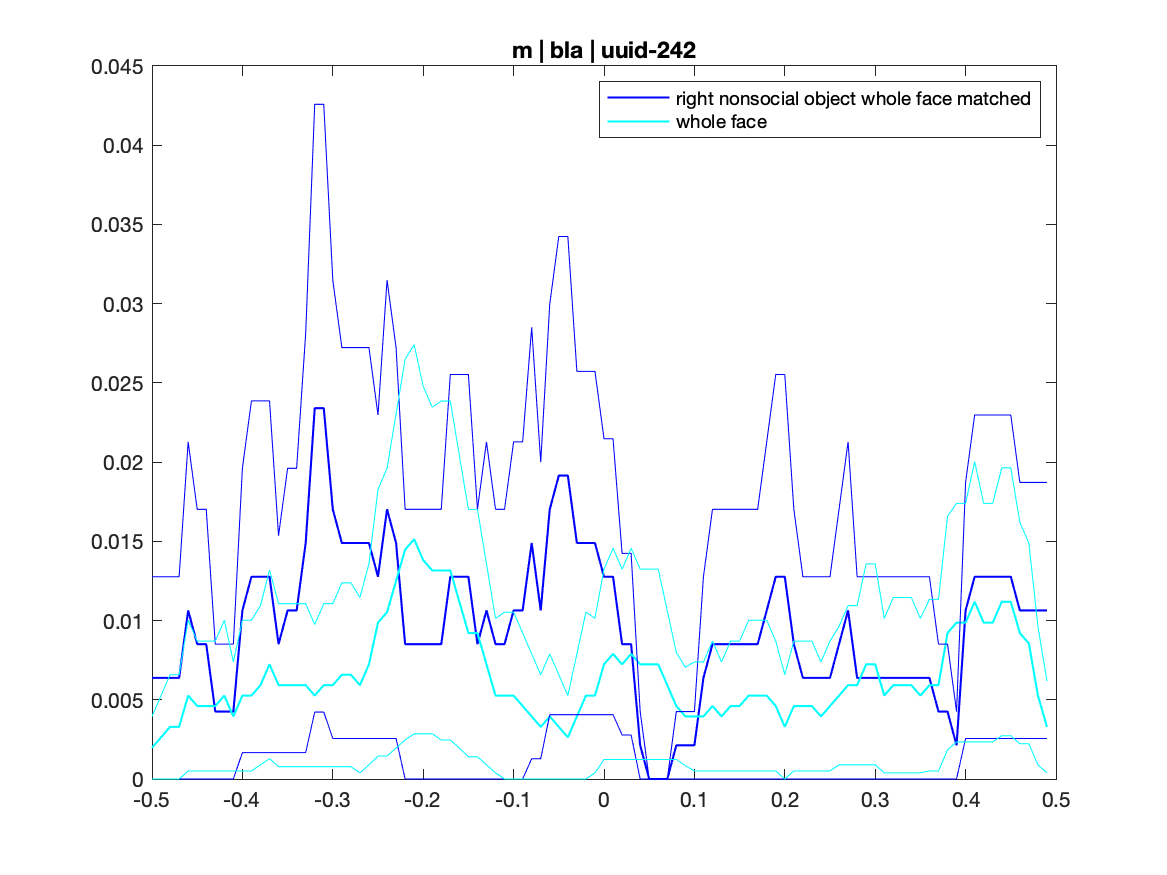 m | bla | uuid-242
0.045
0.04
0.035
0.03
0.025
0.02
0.015
0.01
0.005
0
right nonsocial object whole face matched
whole face
-0.5 -0.4 -0.3 -0.2 -0.1 0 0.1 0.2 0.3 0.4 0.5